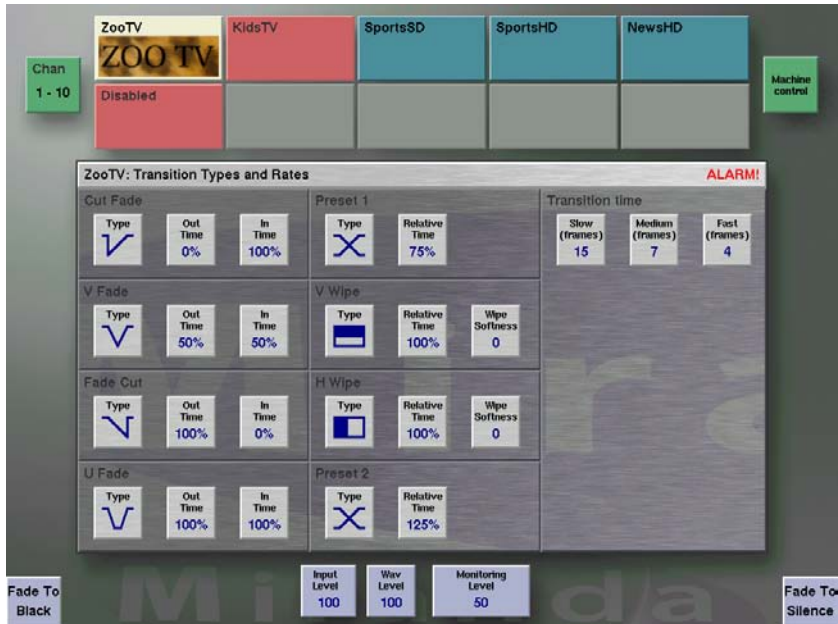 ZooTV
ZOO TV
KidsTV
SportsSD
SportsHD
NewsHD
Chan
1 - 10
Machine
control
Disabled
ZooTV: Transition Types and Rates
ALARM!
Cut Fade
Type
Out
Time
0%
In
Time
100%
Preset 1
Type
Relative
Time
75%
Transition time
Slow
(frames)
15
Medium
(frames)
7
Fast
(frames)
4
V Fade
Type
Out
Time
50%
In
Time
50%
V Wipe
Type
Relative
Time
100%
Wipe
Softness
0
Fade Cut
Type
Out
Time
100%
In
Time
0%
H Wipe
Type
Relative
Time
100%
Wipe
Softness
0
U Fade
Type
Out
Time
100%
In
Time
100%
Preset 2
Type
Relative
Time
125%
Fade To
Black
Input
Level
100
Wav
Level
100
Monitoring
Level
50
Fade To
Silence
Miranda